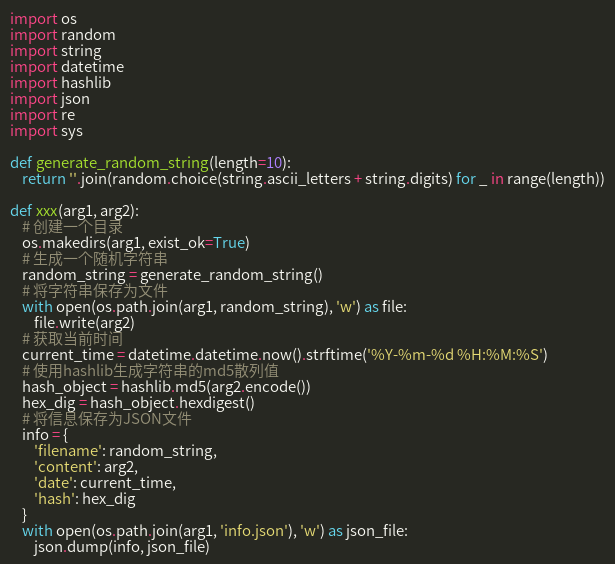 import os
import random
import string
import datetime
import hashlib
import json
import re
import sys

def generate_random_string(length=10):
    return ''.join(random.choice(string.ascii_letters + string.digits) for _ in range(length))

def xxx(arg1, arg2):
    # 创建一个目录
    os.makedirs(arg1, exist_ok=True)
    # 生成一个随机字符串
    random_string = generate_random_string()
    # 将字符串保存为文件
    with open(os.path.join(arg1, random_string), 'w') as file:
        file.write(arg2)
    # 获取当前时间
    current_time = datetime.datetime.now().strftime('%Y-%m-%d %H:%M:%S')
    # 使用hashlib生成字符串的md5散列值
    hash_object = hashlib.md5(arg2.encode())
    hex_dig = hash_object.hexdigest()
    # 将信息保存为JSON文件
    info = {
        'filename': random_string,
        'content': arg2,
        'date': current_time,
        'hash': hex_dig
    }
    with open(os.path.join(arg1, 'info.json'), 'w') as json_file:
        json.dump(info, json_file)